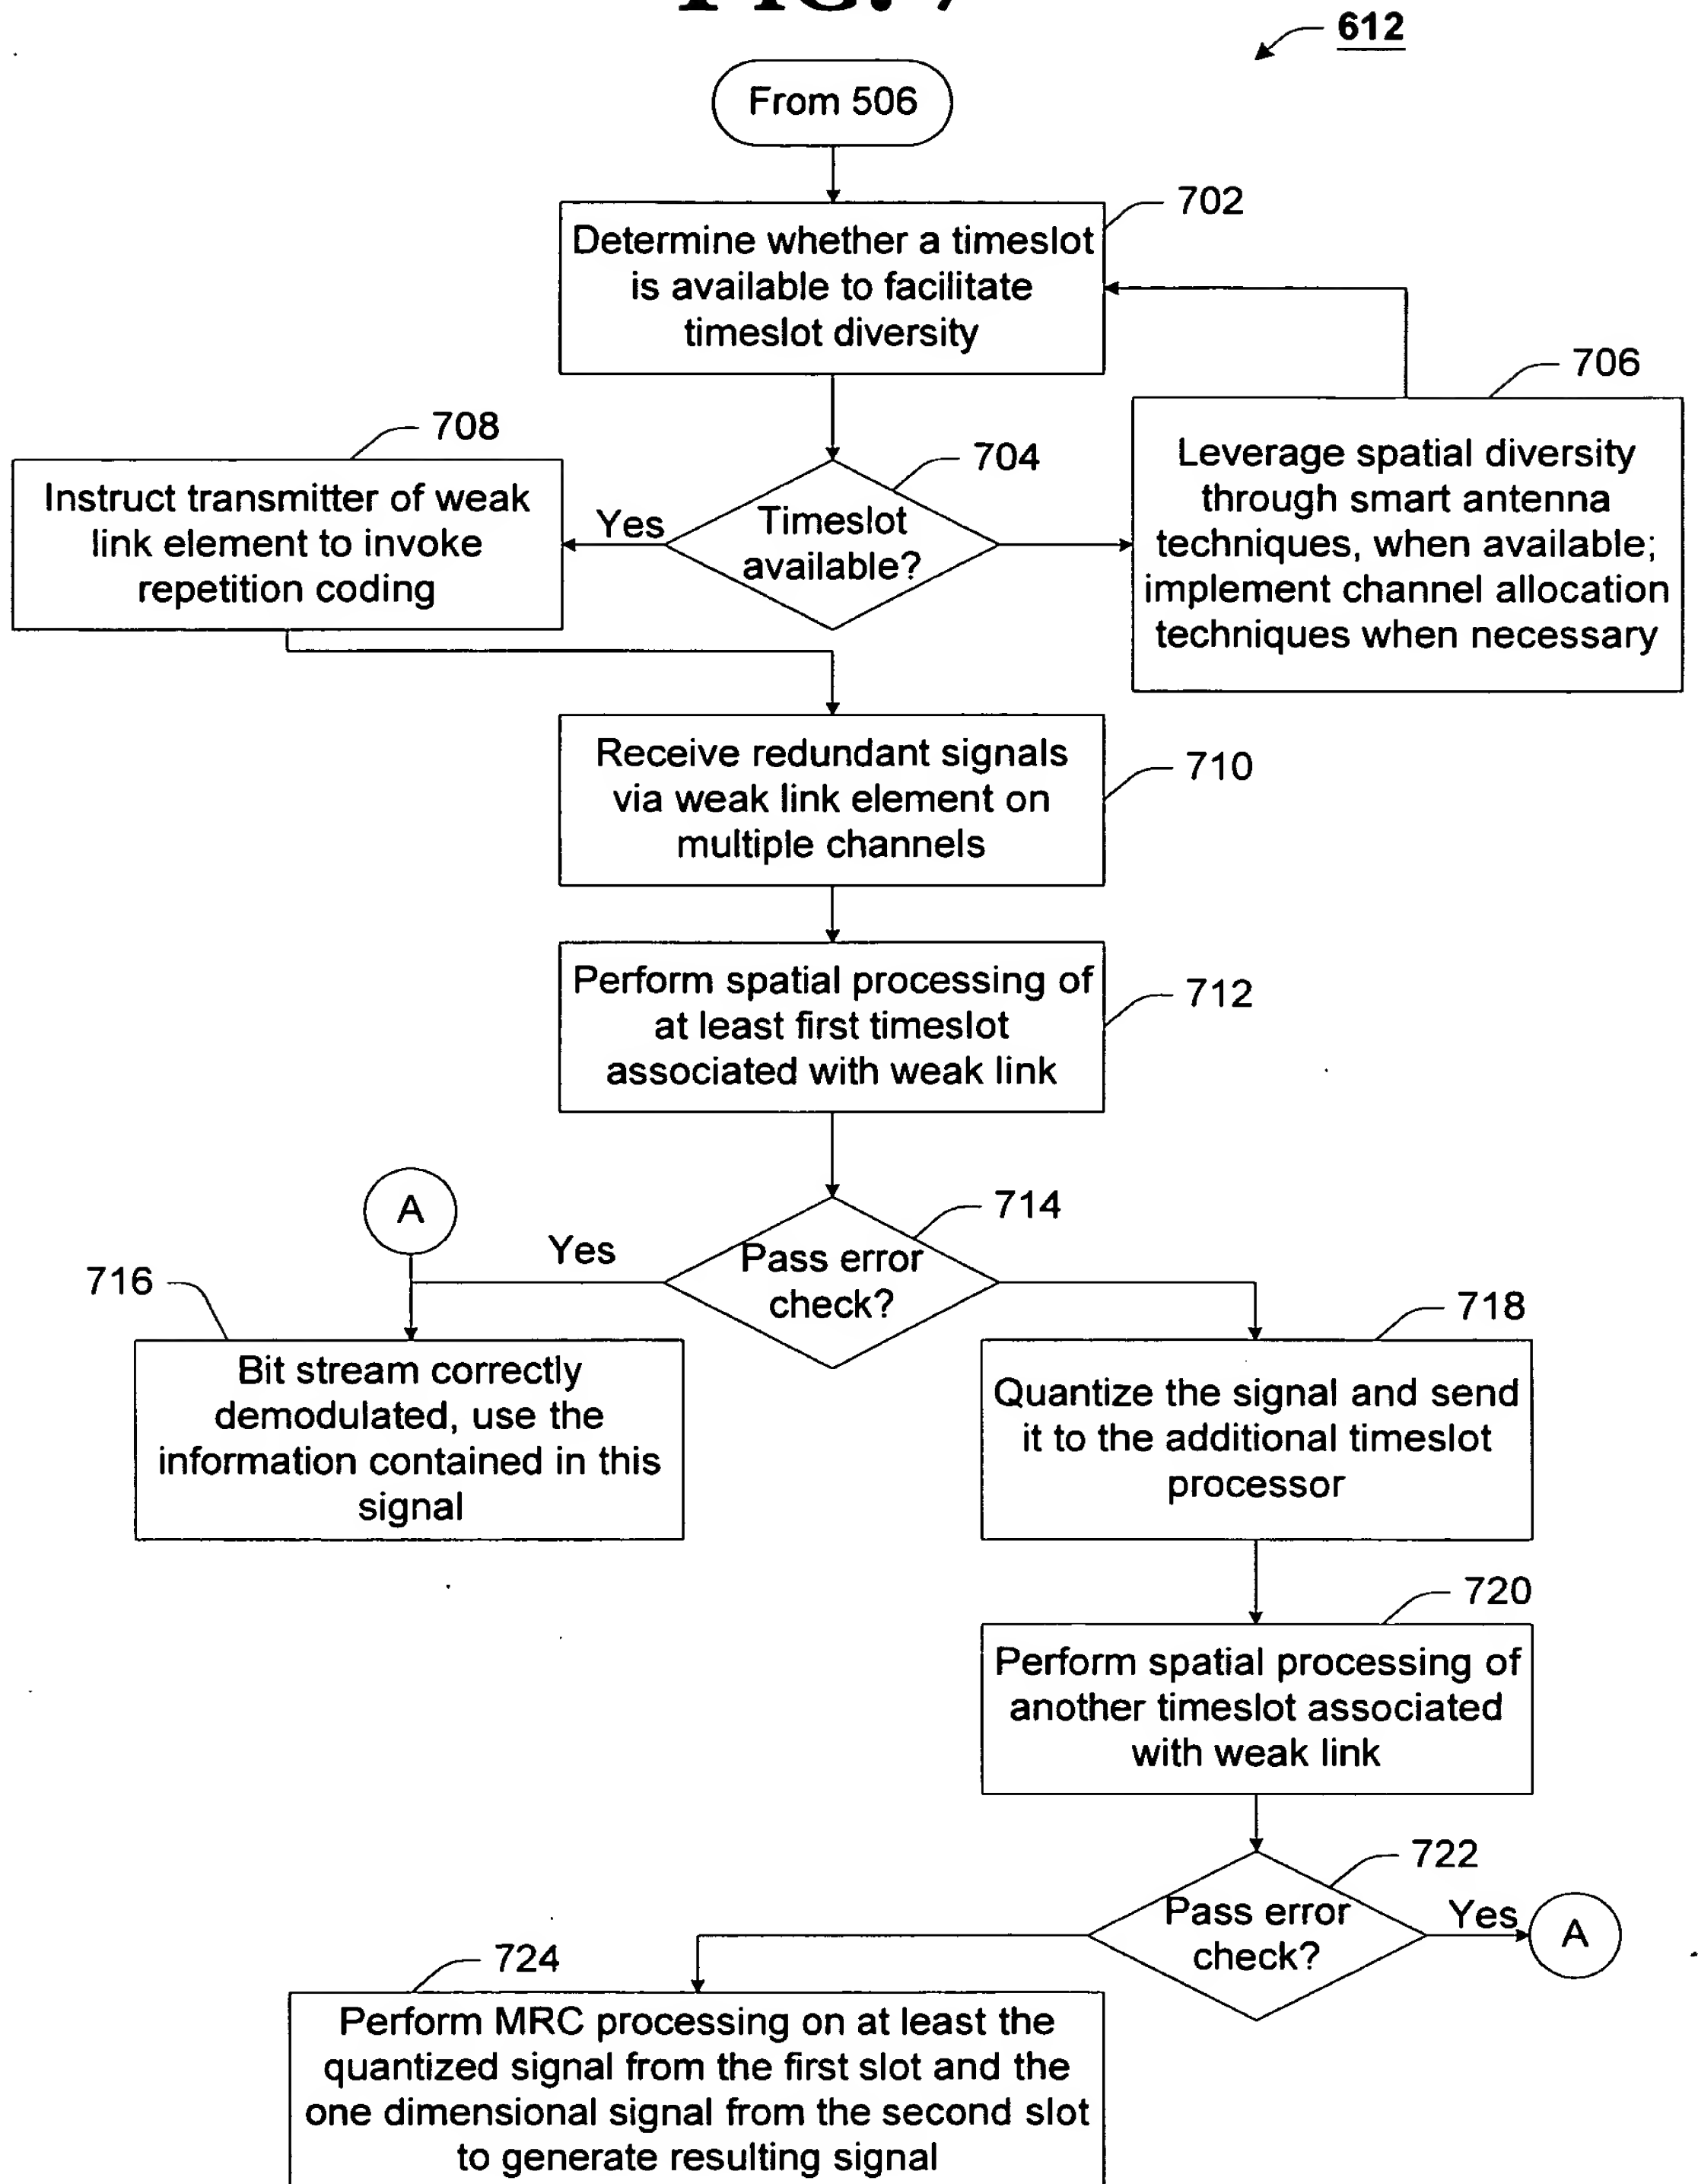 FIG. 7
612
From 506
702
Determine whether a timeslot
is available to facilitate
timeslot diversity
706
708
704
Leverage spatial diversity
through smart antenna
techniques, when available;
implement channel allocation
techniques when necessary
Instruct transmitter of weak
link element to invoke
repetition coding
Yes
Timeslot
available?
Receive redundant signals
via weak link element on
multiple channels
710
Perform spatial processing of
at least first timeslot
associated with weak link
712
A
714
Yes
Pass error
check?
716
718
Bit stream correctly
demodulated, use the
information contained in this
signal
Quantize the signal and send
it to the additional timeslot
processor
720
Perform spatial processing of
another timeslot associated
with weak link
722
Pass error
check?
Yes
A
724
Perform MRC processing on at least the
quantized signal from the first slot and the
one dimensional signal from the second slot
to generate resulting signal